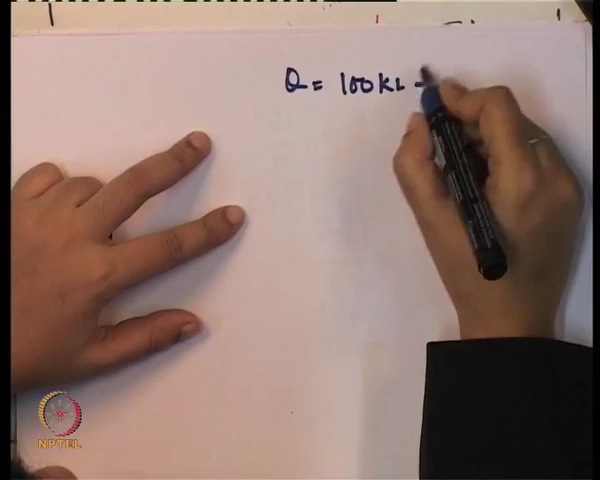 Q = 100KL -
NPTEL